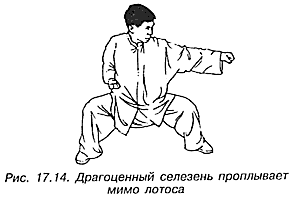 Рис. 17.14. Драгоценный селезень проплывает
мимо лотоса